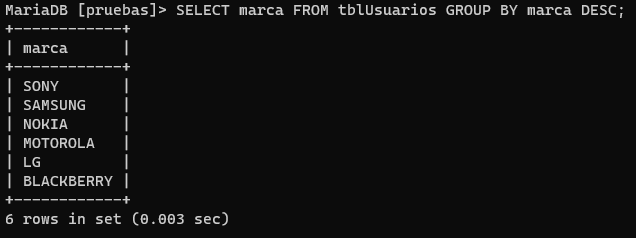 MariaDB [pruebas]> SELECT marca FROM tblUsuarios GROUP BY marca DESC;
+------------+
| marca      |
+------------+
| SONY       |
| SAMSUNG    |
| NOKIA      |
| MOTOROLA   |
| LG         |
| BLACKBERRY |
+------------+
6 rows in set (0.003 sec)